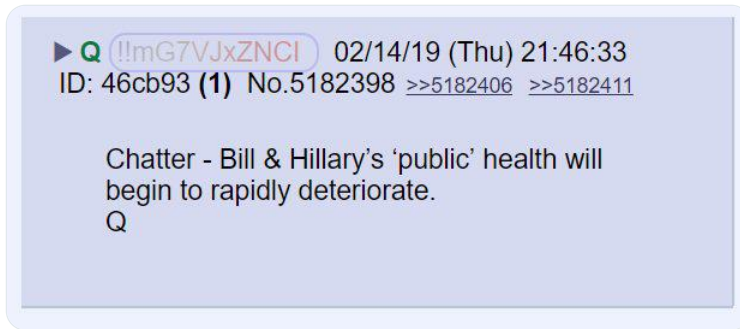 ▶ Q !!mG7VJxZNCI 02/14/19 (Thu) 21:46:33
ID: 46cb93 (1) No.5182398 >>5182406 >>5182411
Chatter - Bill & Hillary's ‘public’ health will
begin to rapidly deteriorate.
Q